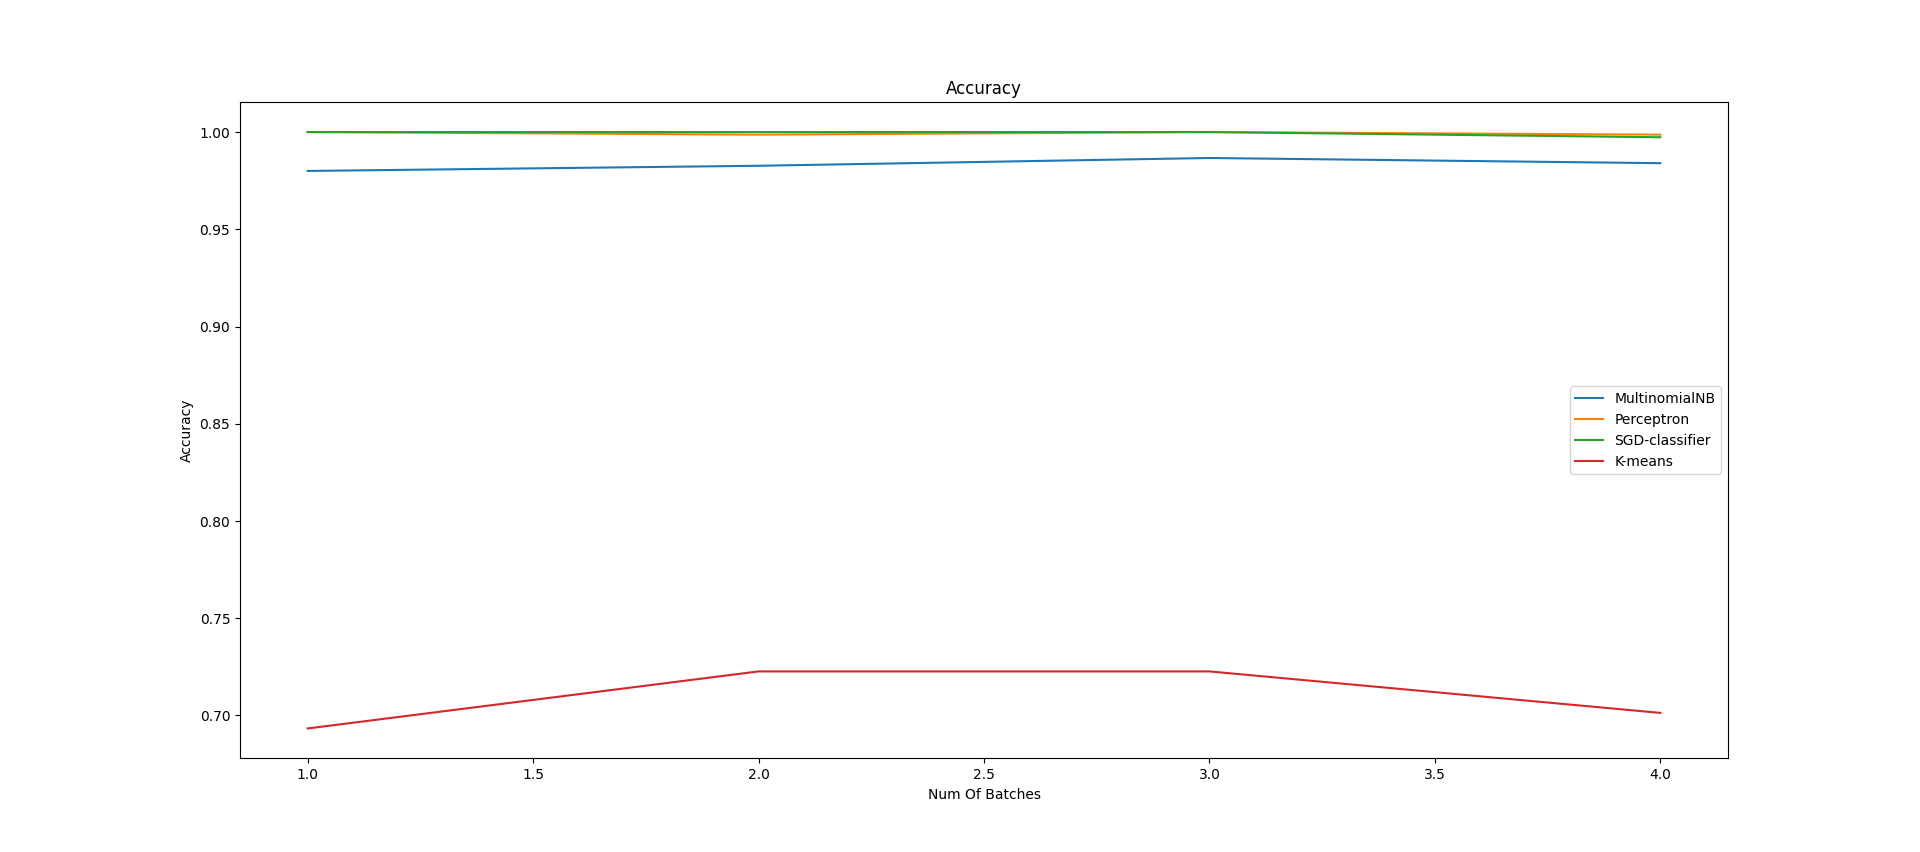 Accuracy
1.00
0.95
0.90
0.85
0.80
0.75
0.70
Accuracy
MultinomialNB
Perceptron
SGD-classifier
K-means
1.0 1.5 2.0 2.5 3.0 3.5 4.0
Num Of Batches